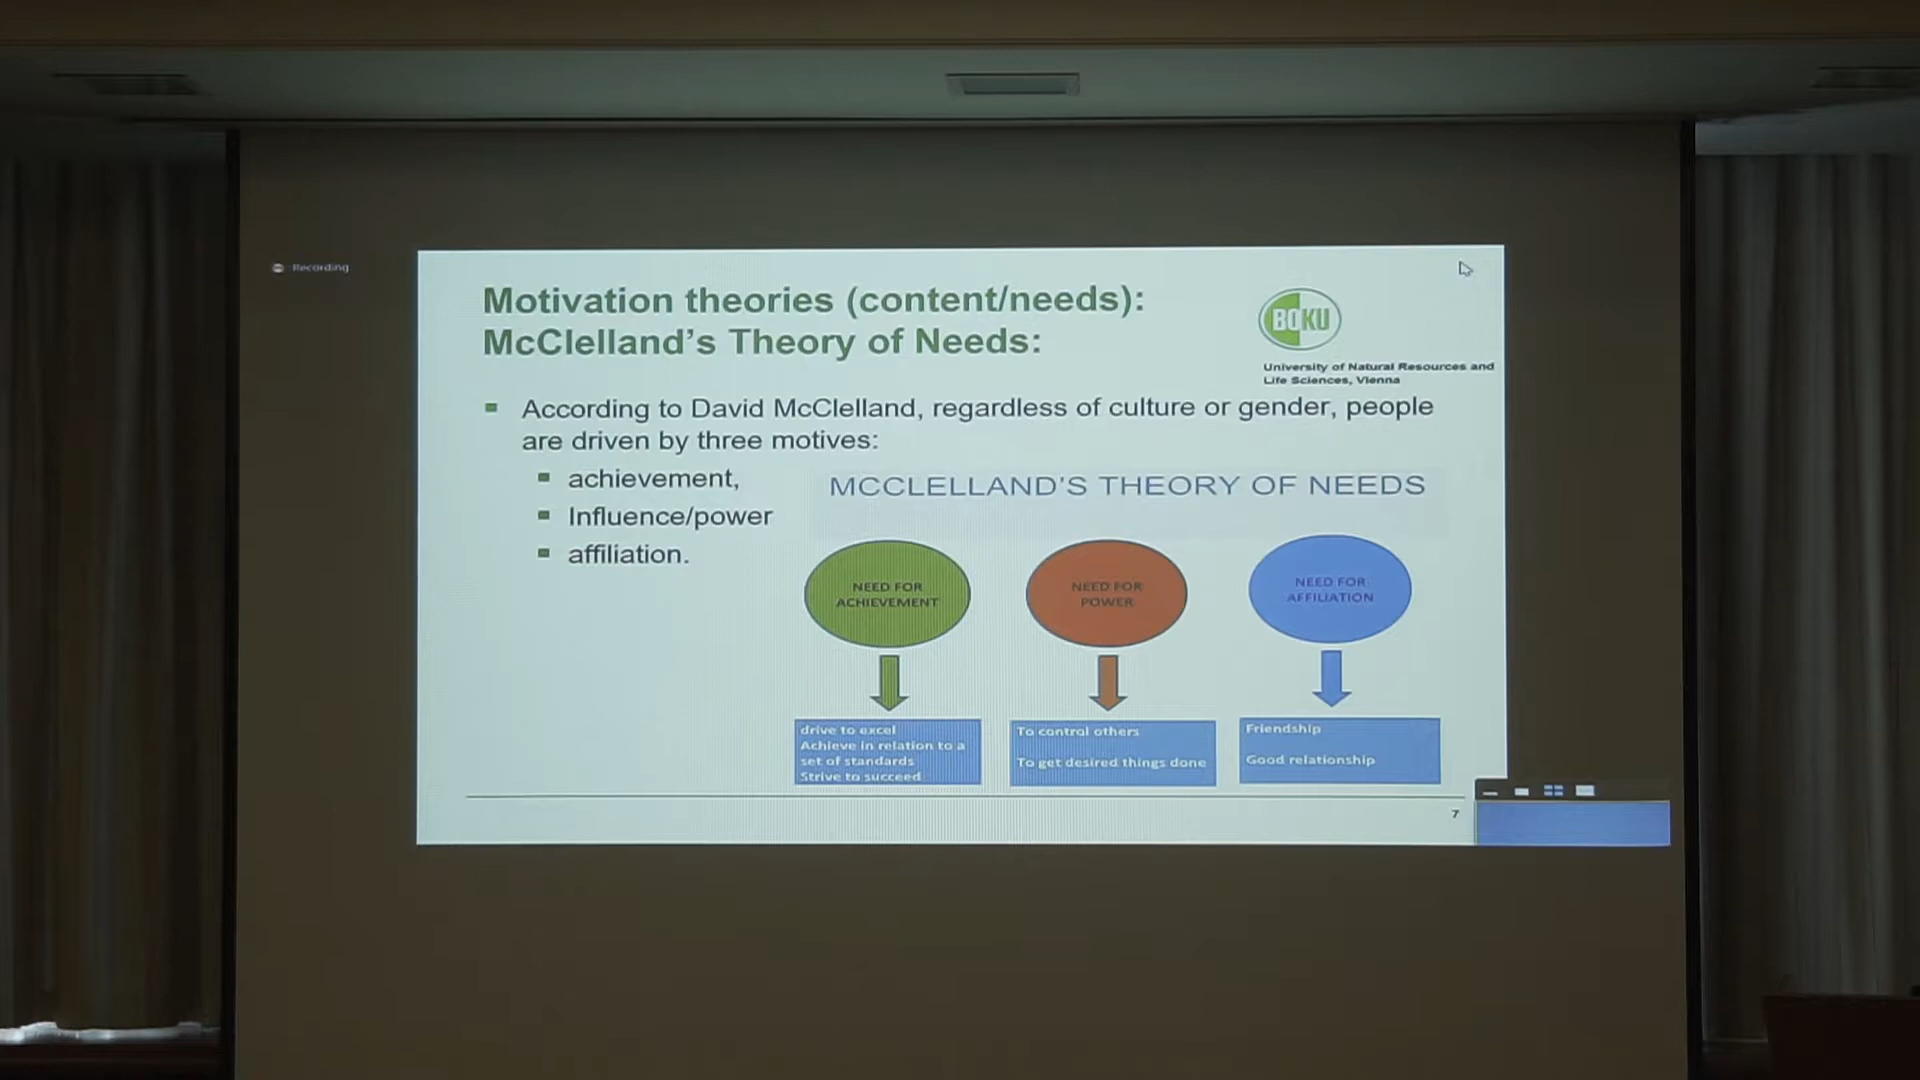 Recording
Motivation theories (content/needs):
McClelland's Theory of Needs:
BOKU
University of Natural Resources and
Life Sciences, Vienna
According to David McClelland, regardless of culture or gender, people
are driven by three motives:
achievement,
Influence/power
affiliation.
MCCLELLAND'S THEORY OF NEEDS
NEED FOR
ACHIEVEMENT
NEED FOR
POWER
NEED FOR
AFFILIATION
drive to excel
Achieve in relation to a
set of standards
Strive to succeed
To control others
To get desired things done
Friendship
Good relationship
7